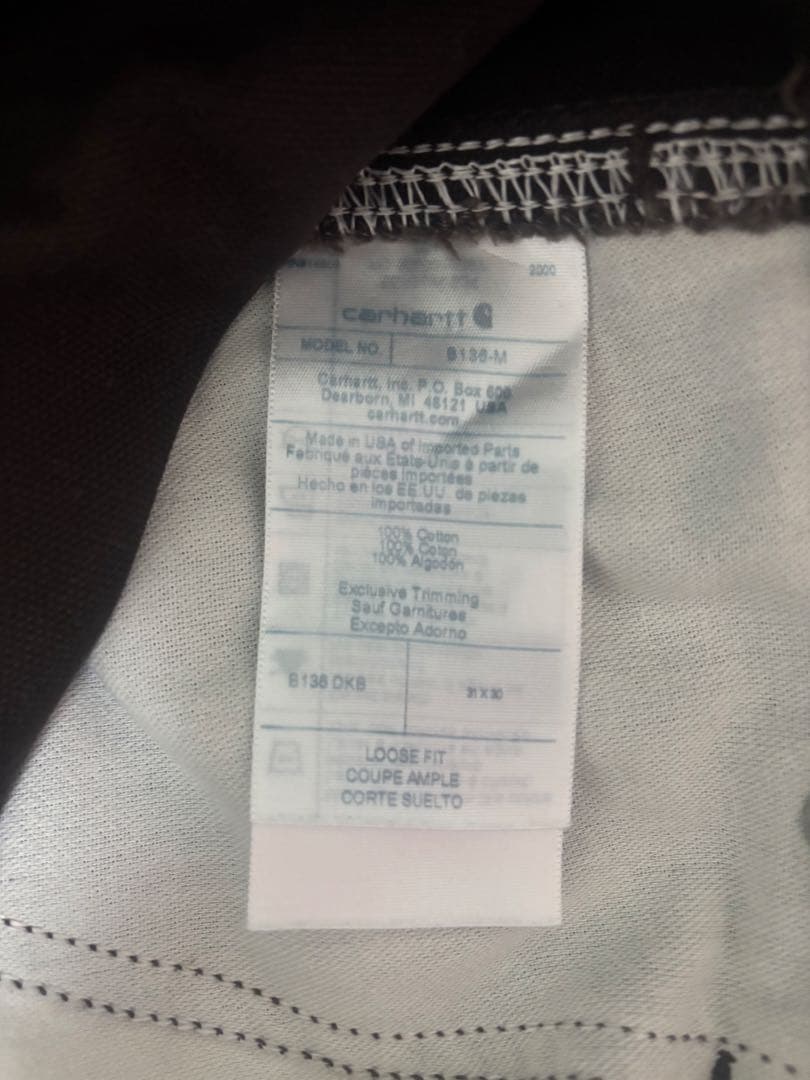 2000
carhartt
MODEL NO. B136-M
Carhartt, Inc. P.O. Box 600
Dearborn, MI 48121 USA
carhartt.com
Made in USA of Imported Parts
Fabriqué aux États-Unis à partir de
pièces importées
Hecho en los EE.UU. de piezas
importadas
100% Cotton
100% Coton
100% Algodón
Exclusive Trimming
Sauf Garnitures
Excepto Adorno
B136 DKB 31 X 30
LOOSE FIT
COUPE AMPLE
CORTE SUELTO